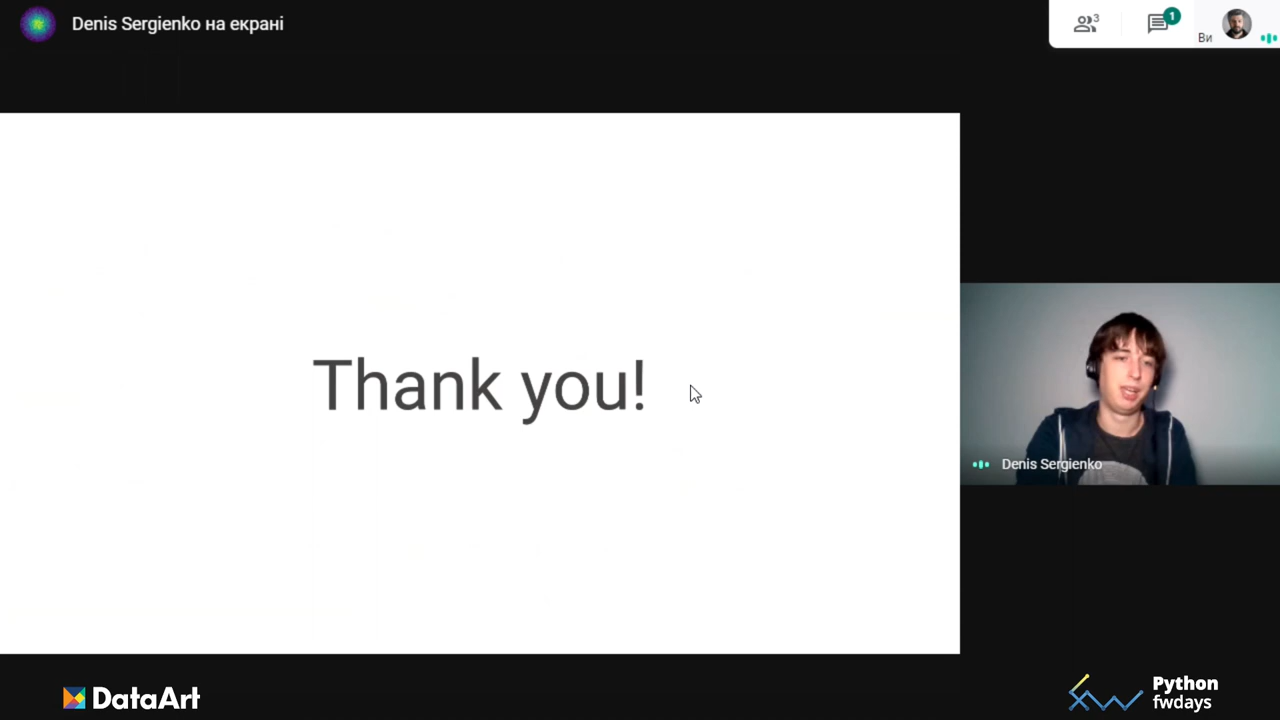 Denis Sergienko на екрані
3
1
Ви
Thank you!
Denis Sergienko
DataArt
Python
fwdays